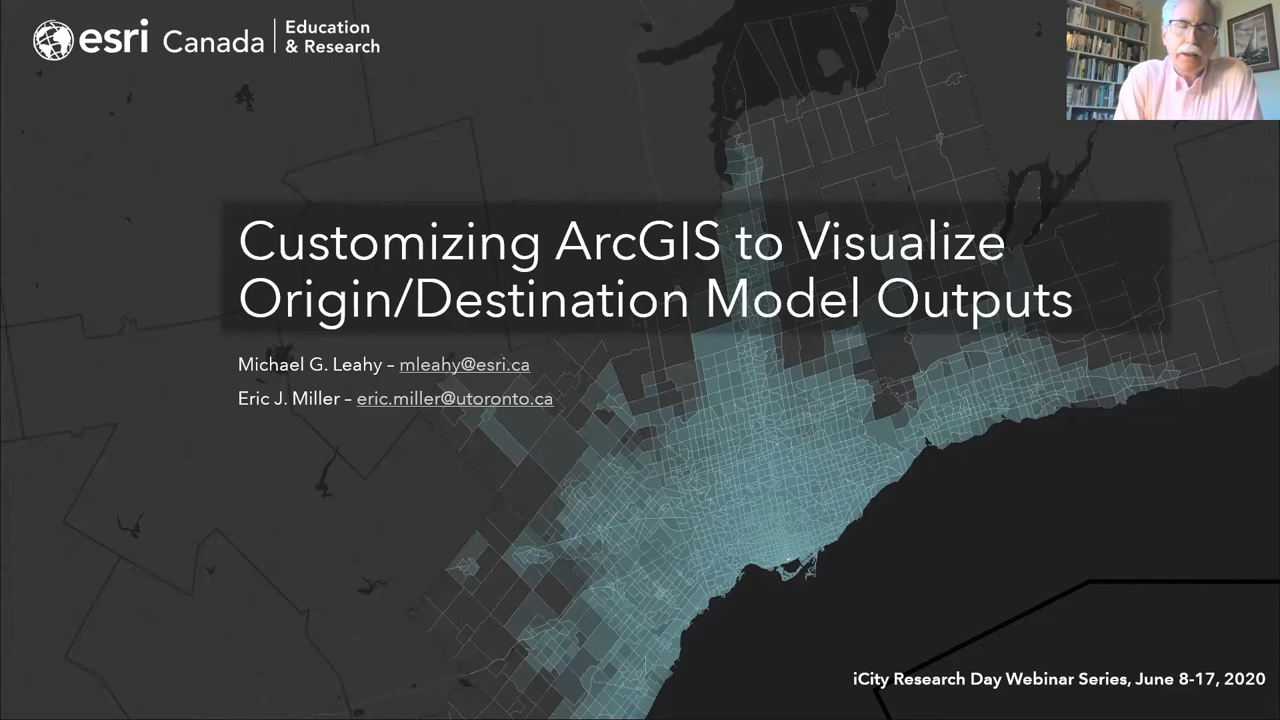 esri Canada
Education
& Research
Customizing ArcGIS to Visualize
Origin/Destination Model Outputs
Michael G. Leahy – mleahy@esri.ca
Eric J. Miller – eric.miller@utoronto.ca
iCity Research Day Webinar Series, June 8-17, 2020